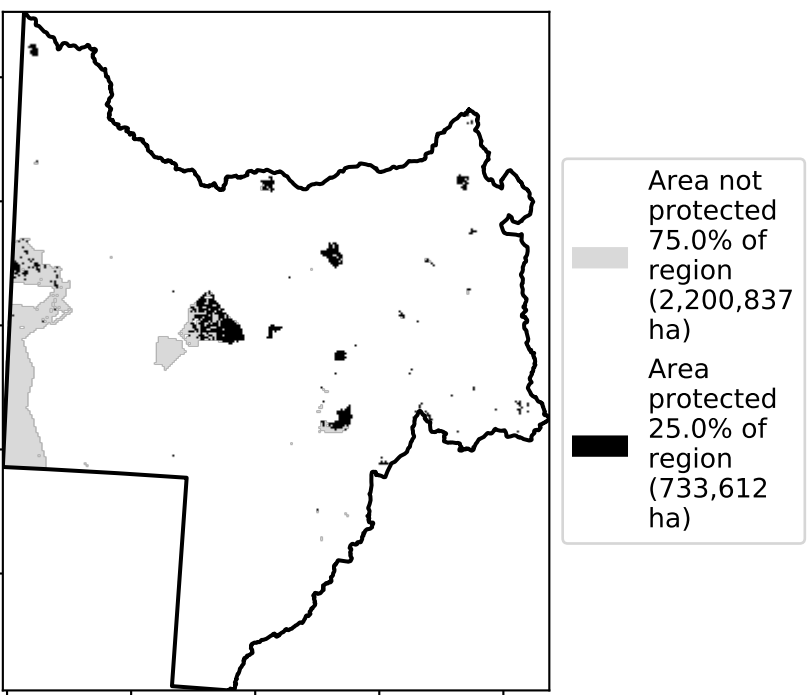 Area not
protected
75.0% of
region
(2,200,837
ha)
Area
protected
25.0% of
region
(733,612
ha)